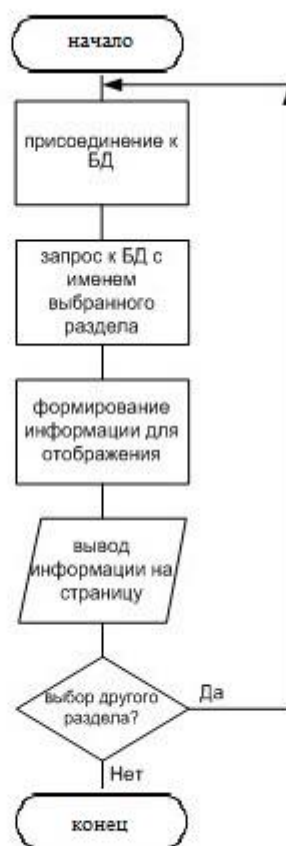 начало
присоединение к
БД
запрос к БД с
именем
выбранного
раздела
формирование
информации для
отображения
вывод
информации на
страницу
выбор другого
раздела?
Да
Нет
конец